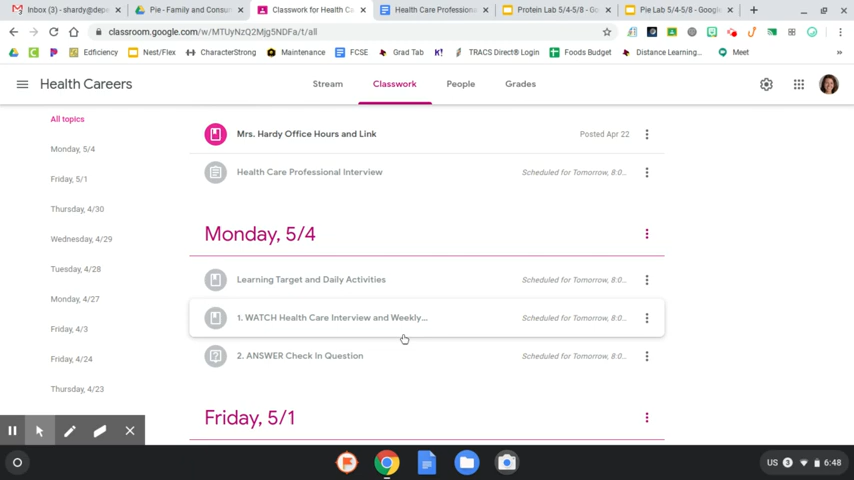 Inbox (3) - shardy@depe
Pie - Family and Consum
Classwork for Health Ca
Health Care Professiona
Protein Lab 5/4-5/8 - Go
Pie Lab 5/4-5/8 - Google
classroom.google.com/w/MTUyNzQ2Mjg5NDFa/t/all
Edficiency
Nest/Flex
CharacterStrong
Maintenance
FCSE
Grad Tab
K!
TRACS Direct® Login
Foods Budget
Distance Learning...
Meet
Health Careers
Stream
Classwork
People
Grades
All topics
Monday, 5/4
Friday, 5/1
Thursday, 4/30
Wednesday, 4/29
Tuesday, 4/28
Monday, 4/27
Friday, 4/3
Friday, 4/24
Thursday, 4/23
Mrs. Hardy Office Hours and Link
Posted Apr 22
Health Care Professional Interview
Scheduled for Tomorrow, 8:0...
Monday, 5/4
Learning Target and Daily Activities
Scheduled for Tomorrow, 8:0...
1. WATCH Health Care Interview and Weekly...
Scheduled for Tomorrow, 8:0...
2. ANSWER Check In Question
Scheduled for Tomorrow, 8:0...
Friday, 5/1
US 3 6:48